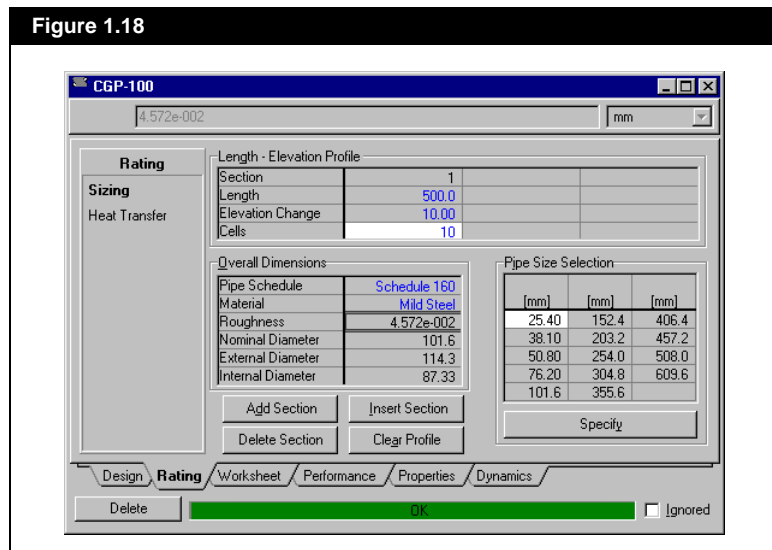 Figure 1.18
CGP-100
4.572e-002 mm
Rating
Sizing
Heat Transfer
Length - Elevation Profile
Section 1
Length 500.0
Elevation Change 10.00
Cells 10
Overall Dimensions
Pipe Schedule Schedule 160
Material Mild Steel
Roughness 4.572e-002
Nominal Diameter 101.6
External Diameter 114.3
Internal Diameter 87.33
Pipe Size Selection
[mm] [mm] [mm]
25.40 152.4 406.4
38.10 203.2 457.2
50.80 254.0 508.0
76.20 304.8 609.6
101.6 355.6
Specify
Add Section Insert Section
Delete Section Clear Profile
Design Rating Worksheet Performance Properties Dynamics
Delete OK Ignored